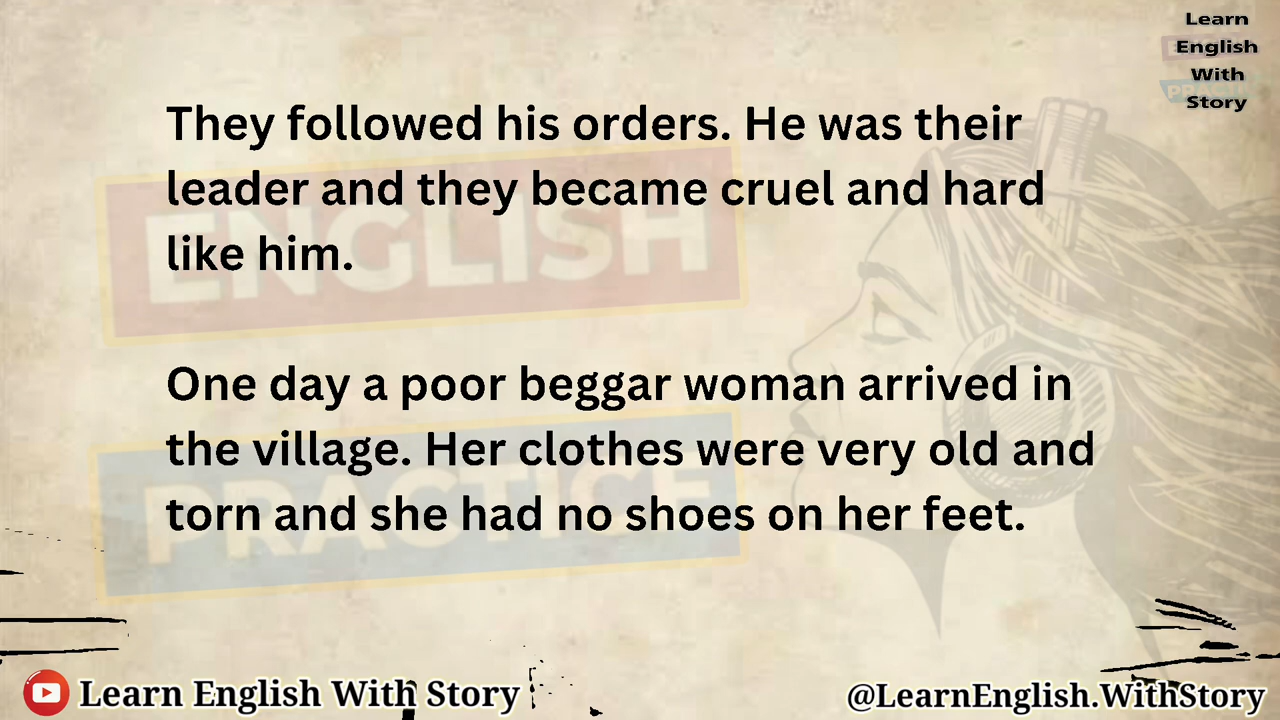 Learn
English
With
Story
They followed his orders. He was their
leader and they became cruel and hard
like him.
One day a poor beggar woman arrived in
the village. Her clothes were very old and
torn and she had no shoes on her feet.
ENGLISH
PRACTICE
Learn English With Story
@LearnEnglish.WithStory